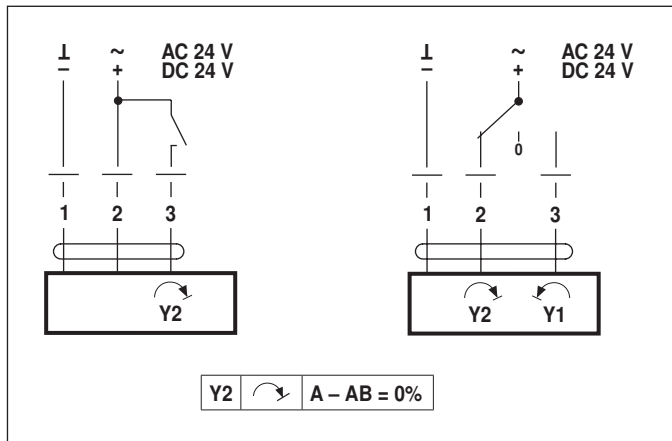 ⊥ ~ AC 24 V
– + DC 24 V
1 2 3
Y2
⊥ ~ AC 24 V
– + DC 24 V
0
1 2 3
Y2 Y1
Y2 A – AB = 0%